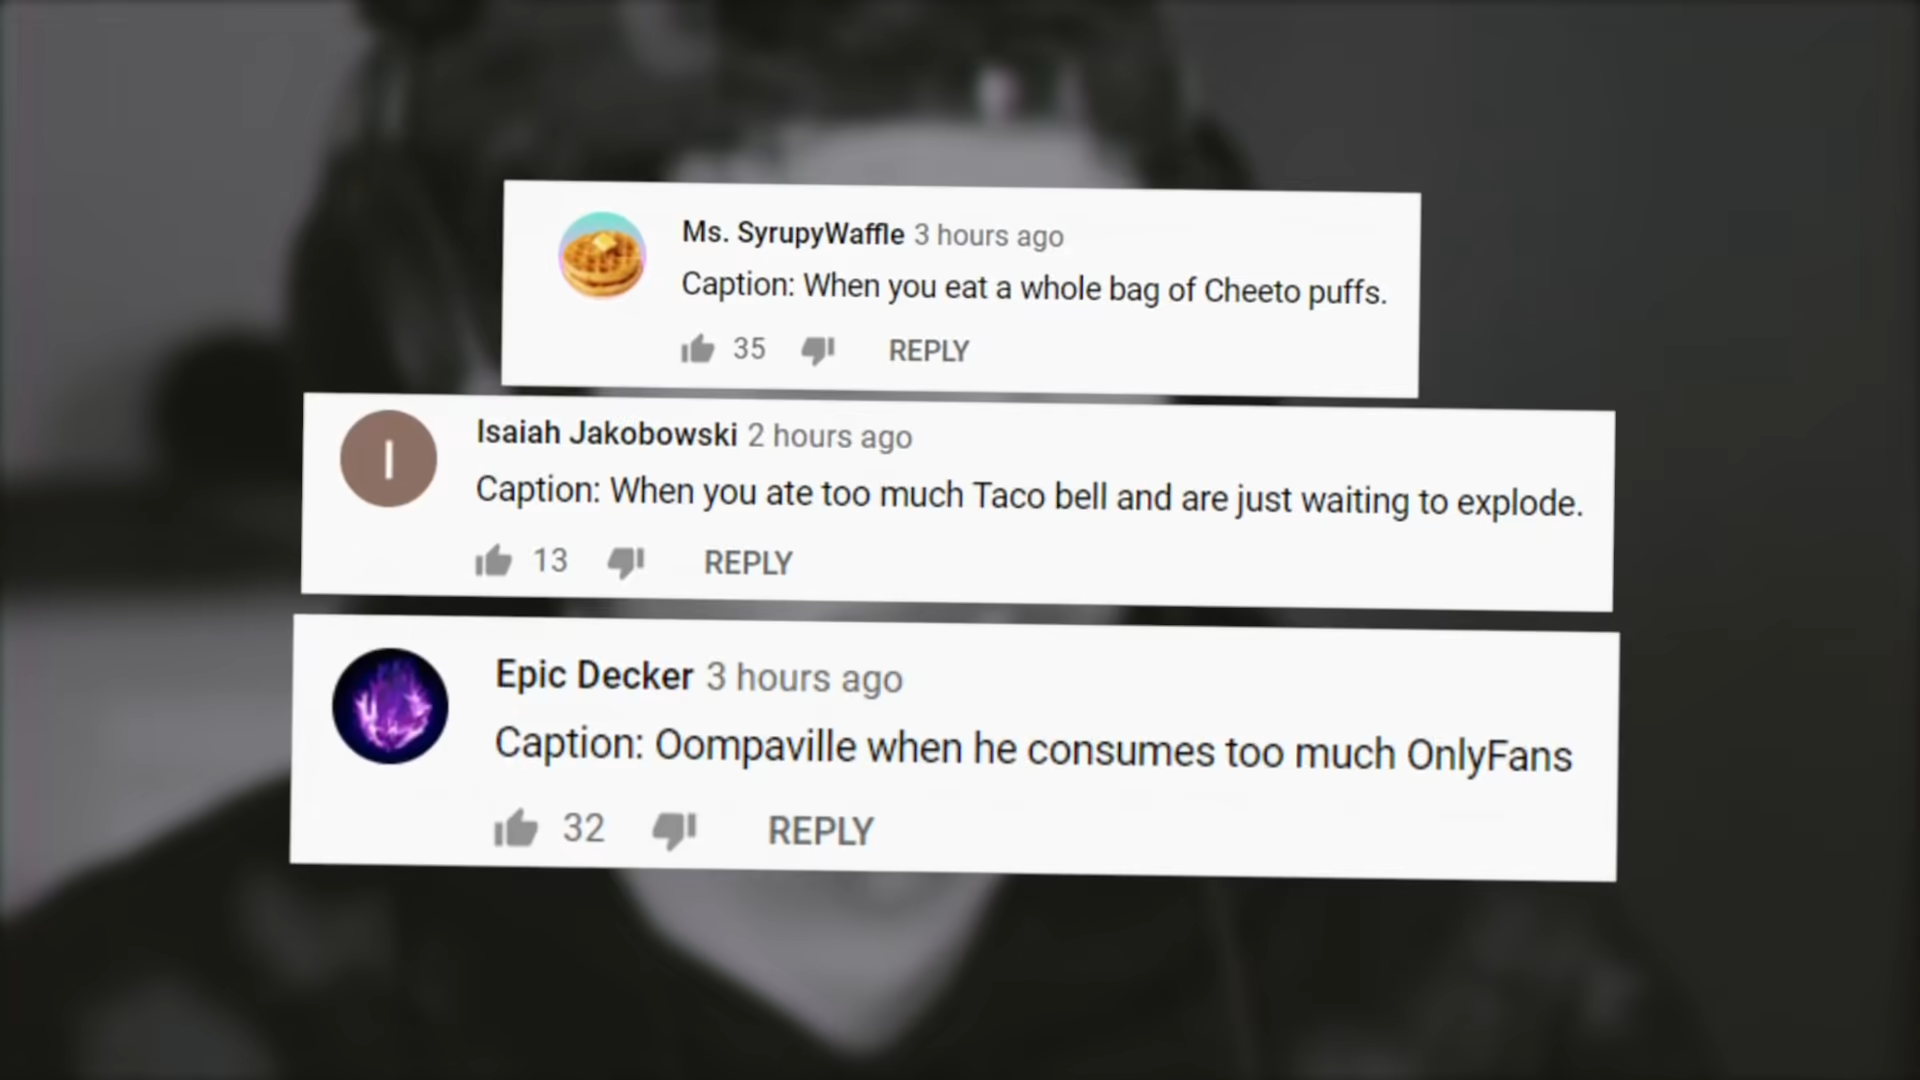 Ms. SyrupyWaffle 3 hours ago
Caption: When you eat a whole bag of Cheeto puffs.
35 REPLY
I
Isaiah Jakobowski 2 hours ago
Caption: When you ate too much Taco bell and are just waiting to explode.
13 REPLY
Epic Decker 3 hours ago
Caption: Oompaville when he consumes too much OnlyFans
32 REPLY